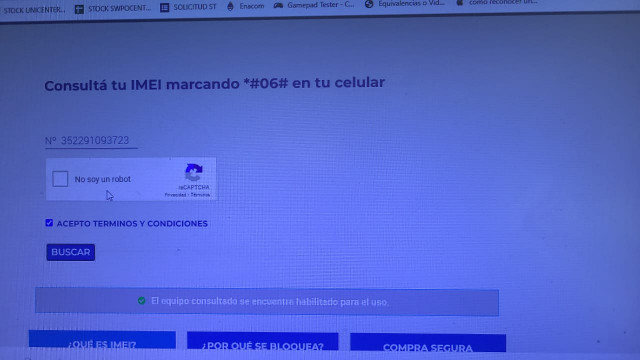 STOCK UNICENTER... STOCK SWPOCENT... SOLICITUD ST Enacom Gamepad Tester - C... Equivalencias o Vid... como reconocer un...
Consultá tu IMEI marcando *#06# en tu celular
Nº 352291093723
No soy un robot
reCAPTCHA
Privacidad - Términos
ACEPTO TERMINOS Y CONDICIONES
BUSCAR
El equipo consultado se encuentra habilitado para el uso.
¿QUÉ ES IMEI? ¿POR QUÉ SE BLOQUEA? COMPRA SEGURA